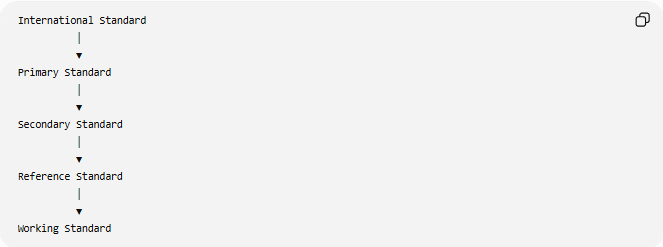 International Standard
│
▼
Primary Standard
│
▼
Secondary Standard
│
▼
Reference Standard
│
▼
Working Standard